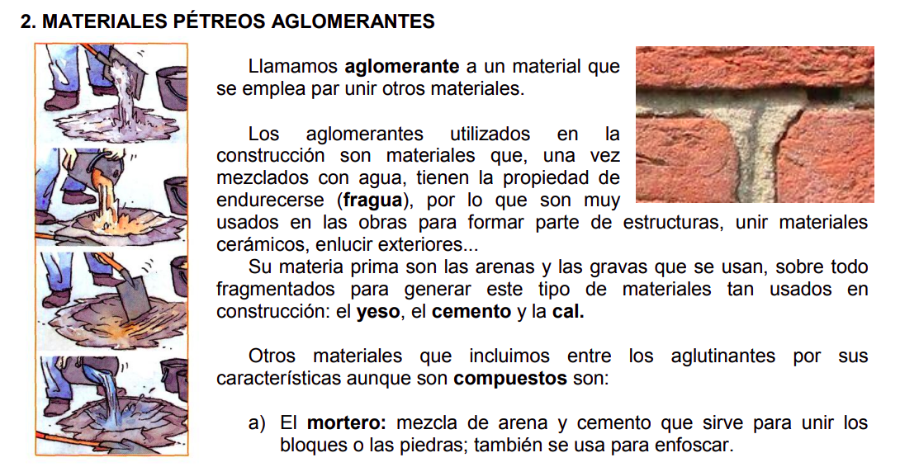 2. MATERIALES PÉTREOS AGLOMERANTES
Llamamos aglomerante a un material que
se emplea par unir otros materiales.
Los aglomerantes utilizados en la
construcción son materiales que, una vez
mezclados con agua, tienen la propiedad de
endurecerse (fragua), por lo que son muy
usados en las obras para formar parte de estructuras, unir materiales
cerámicos, enlucir exteriores...
Su materia prima son las arenas y las gravas que se usan, sobre todo
fragmentados para generar este tipo de materiales tan usados en
construcción: el yeso, el cemento y la cal.
Otros materiales que incluimos entre los aglutinantes por sus
características aunque son compuestos son:
a) El mortero: mezcla de arena y cemento que sirve para unir los
bloques o las piedras; también se usa para enfoscar.